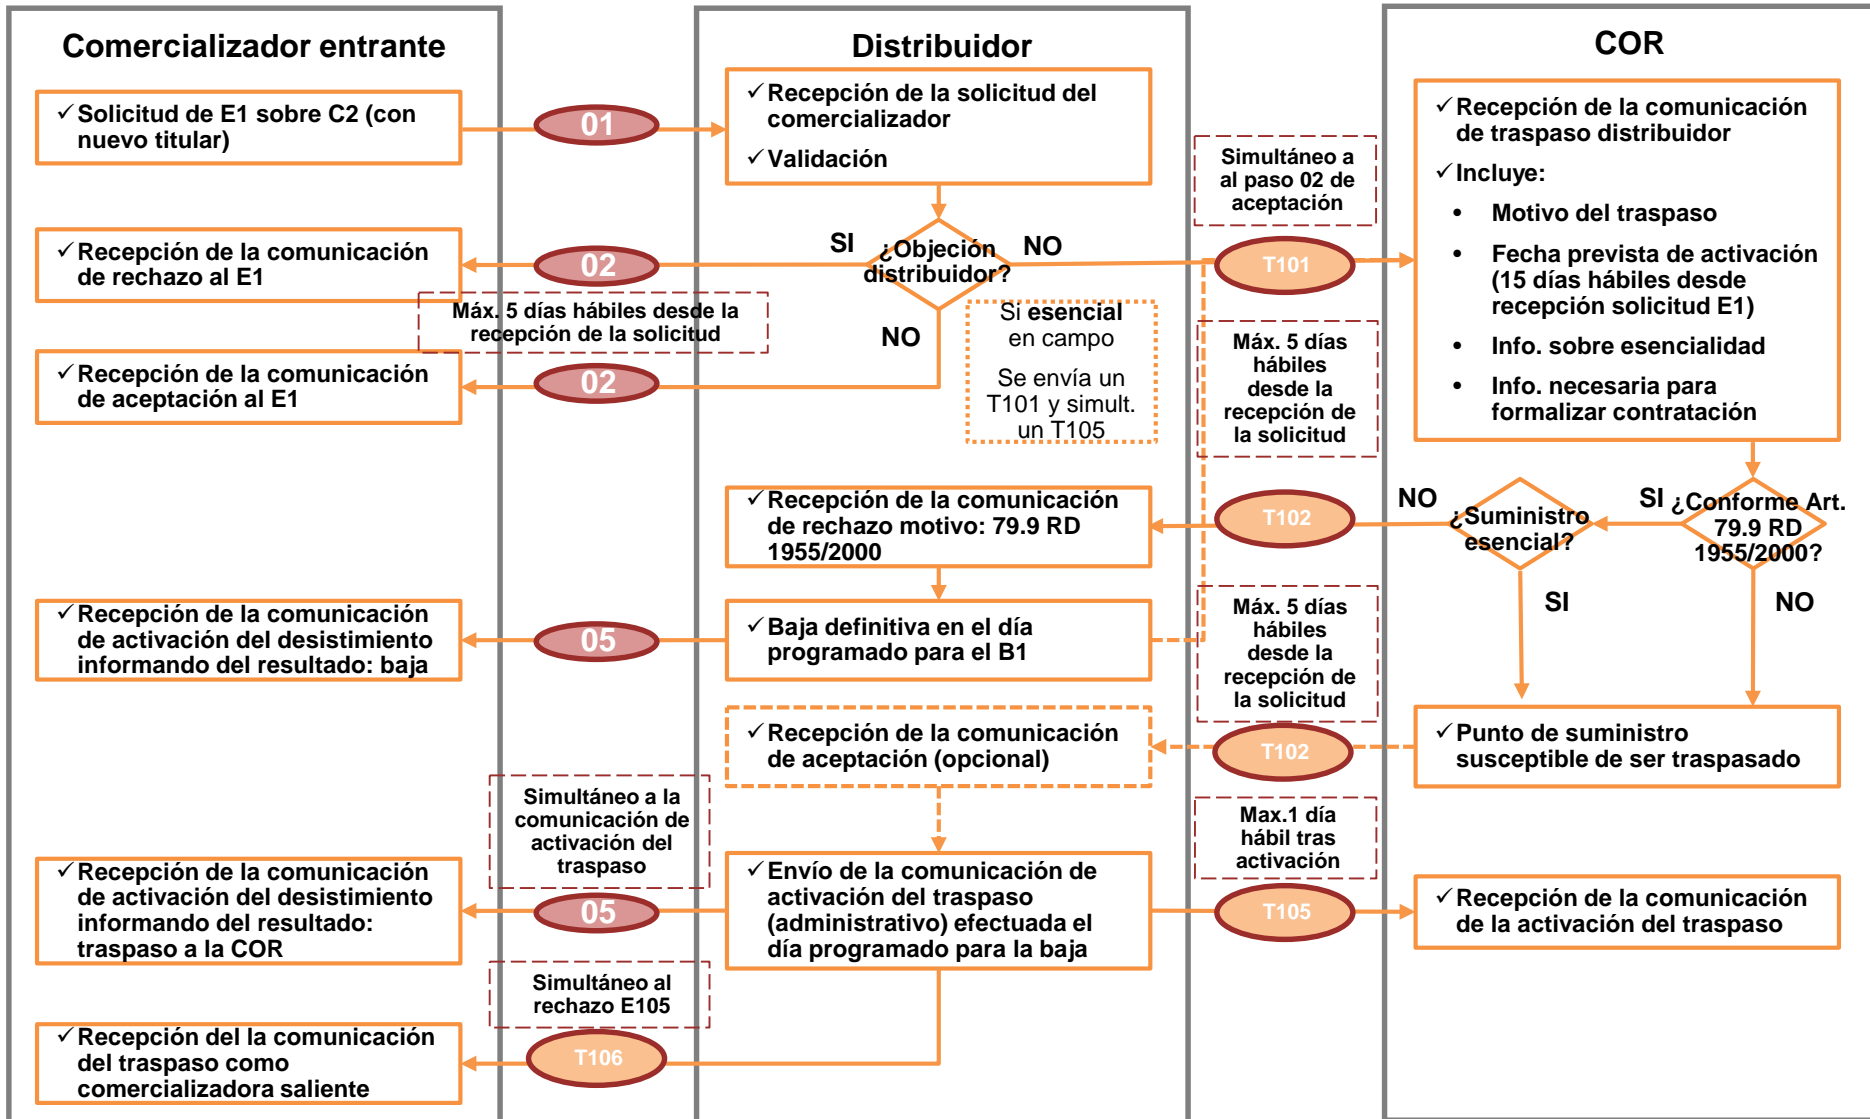 Comercializador entrante
Distribuidor
COR
✓ Solicitud de E1 sobre C2 (con
nuevo titular)
01
✓ Recepción de la solicitud del
comercializador
✓ Validación
Simultáneo a
al paso 02 de
aceptación
✓ Recepción de la comunicación
de traspaso distribuidor
✓ Incluye:
• Motivo del traspaso
• Fecha prevista de activación
(15 días hábiles desde
recepción solicitud E1)
• Info. sobre esencialidad
• Info. necesaria para
formalizar contratación
✓ Recepción de la comunicación
de rechazo al E1
02
SI
¿Objeción
distribuidor?
NO
T101
Máx. 5 días hábiles desde la
recepción de la solicitud
NO
Si esencial
en campo
Se envía un
T101 y simult.
un T105
Máx. 5 días
hábiles
desde la
recepción de
la solicitud
✓ Recepción de la comunicación
de aceptación al E1
02
✓ Recepción de la comunicación
de rechazo motivo: 79.9 RD
1955/2000
T102
NO
¿Suministro
esencial?
SI
¿Conforme Art.
79.9 RD
1955/2000?
SI
NO
✓ Recepción de la comunicación
de activación del desistimiento
informando del resultado: baja
05
✓ Baja definitiva en el día
programado para el B1
Máx. 5 días
hábiles
desde la
recepción de
la solicitud
✓ Recepción de la comunicación
de aceptación (opcional)
T102
✓ Punto de suministro
susceptible de ser traspasado
Simultáneo a la
comunicación de
activación del
traspaso
Max.1 día
hábil tras
activación
✓ Recepción de la comunicación
de activación del desistimiento
informando del resultado:
traspaso a la COR
05
✓ Envío de la comunicación de
activación del traspaso
(administrativo) efectuada el
día programado para la baja
T105
✓ Recepción de la comunicación
de la activación del traspaso
Simultáneo al
rechazo E105
✓ Recepción del la comunicación
del traspaso como
comercializadora saliente
T106